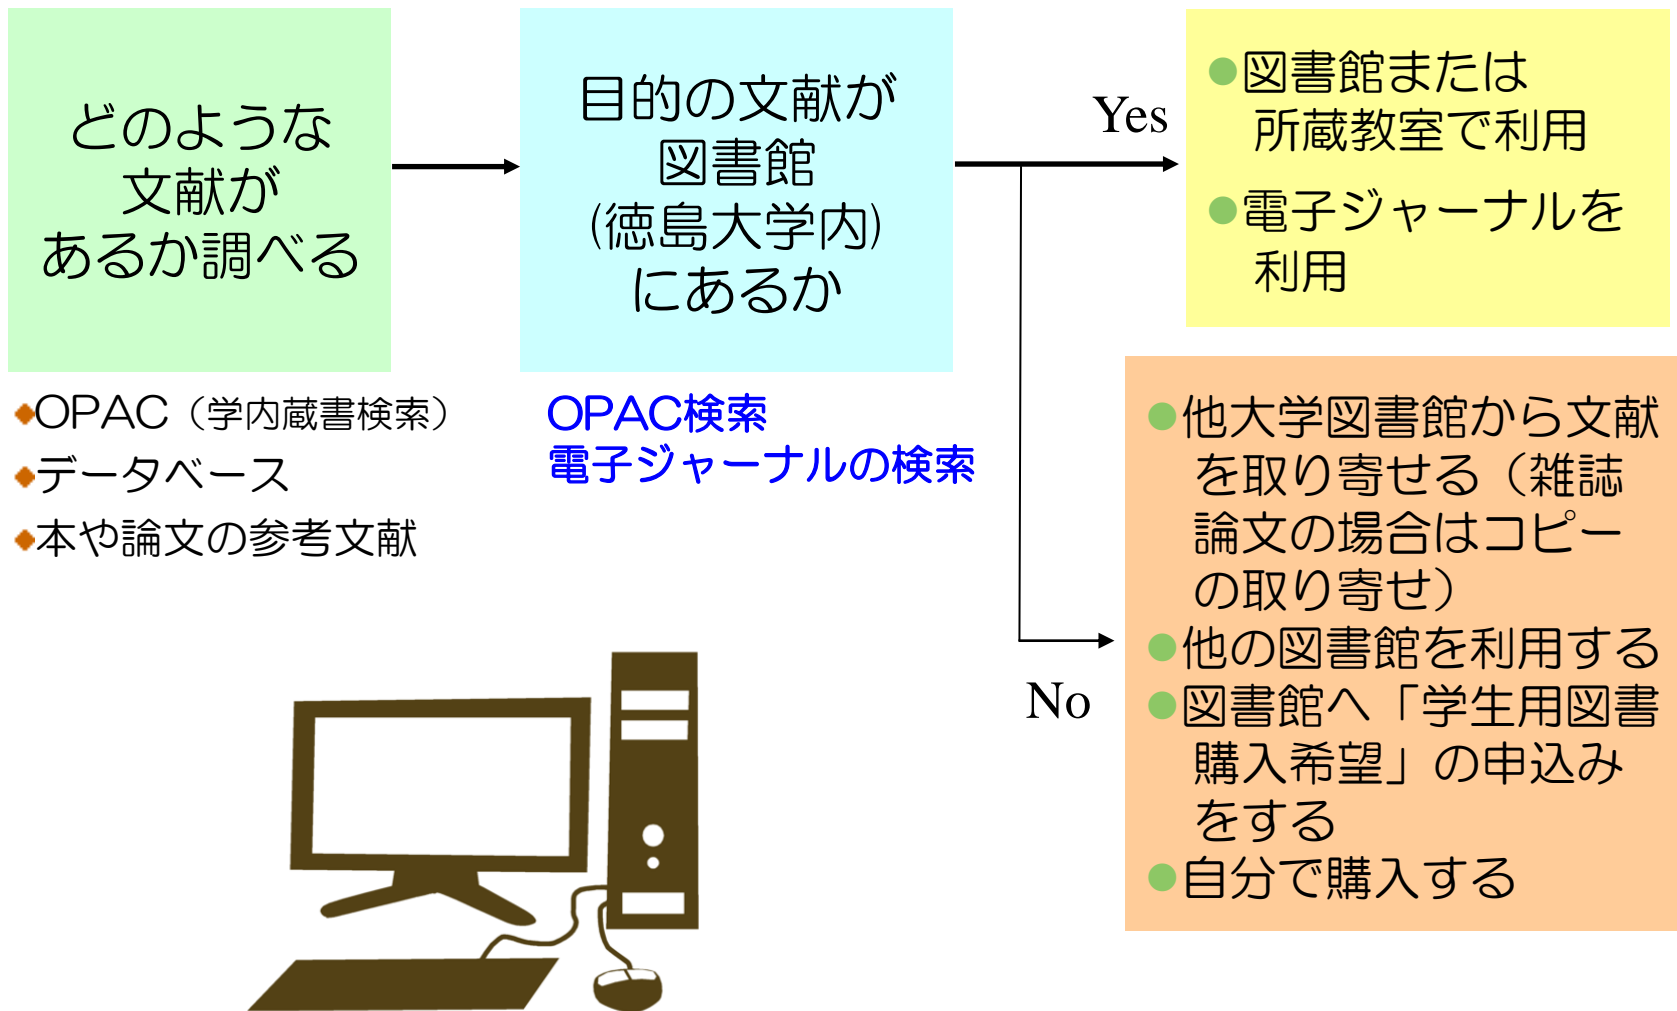 どのような
文献が
あるか調べる
◆OPAC（学内蔵書検索）
◆データベース
◆本や論文の参考文献
目的の文献が
図書館
(徳島大学内)
にあるか
OPAC検索
電子ジャーナルの検索
Yes
●図書館または
所蔵教室で利用
●電子ジャーナルを
利用
No
●他大学図書館から文献
を取り寄せる（雑誌
論文の場合はコピー
の取り寄せ）
●他の図書館を利用する
●図書館へ「学生用図書
購入希望」の申込み
をする
●自分で購入する